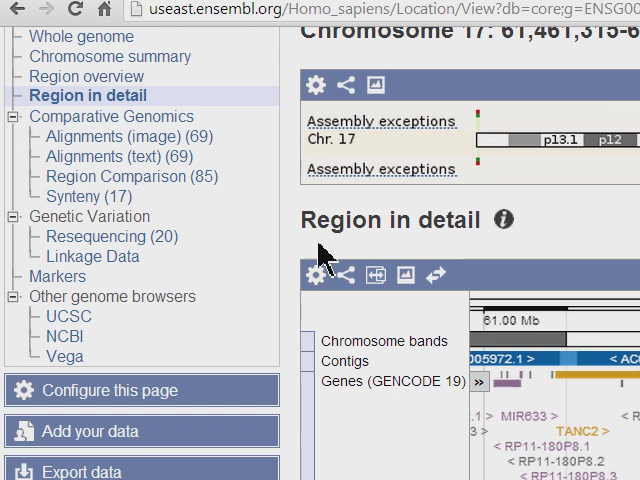 useast.ensembl.org/Homo_sapiens/Location/View?db=core;g=ENSG00
Whole genome
Chromosome summary
Region overview
Region in detail
Comparative Genomics
Alignments (image) (69)
Alignments (text) (69)
Region Comparison (85)
Synteny (17)
Genetic Variation
Resequencing (20)
Linkage Data
Markers
Other genome browsers
UCSC
NCBI
Vega
Configure this page
Add your data
Export data
Chromosome 17: 61,461,315-6
Assembly exceptions
Chr. 17 p13.1 p12
Assembly exceptions
Region in detail
61.00 Mb
Chromosome bands
Contigs 005972.1 > < AC0
Genes (GENCODE 19) »
.1 > MIR633 > < R
.3 > TANC2 >
< RP11-180P8.1
< RP11-180P8.2
< RP11-180P8.3